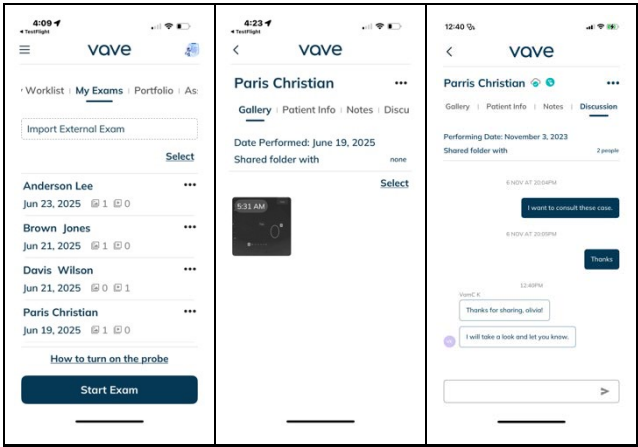 4:09
◄ TestFlight
vave
Worklist My Exams Portfolio As
Import External Exam
Select
Anderson Lee
Jun 23, 2025 1 0
Brown Jones
Jun 21, 2025 1 0
Davis Wilson
Jun 21, 2025 0 1
Paris Christian
Jun 19, 2025 1 0
How to turn on the probe
Start Exam
4:23
◄ TestFlight
vave
Paris Christian
Gallery Patient Info Notes Discu
Date Performed: June 19, 2025
Shared folder with none
Select
5:31 AM
12:40
vave
Parris Christian
Gallery Patient Info Notes Discussion
Performing Date: November 3, 2023
Shared folder with 2 people
6 NOV AT 20:04PM
I want to consult these case.
6 NOV AT 20:05PM
Thanks
12:40PM
VamC K
Thanks for sharing, olivia!
I will take a look and let you know.